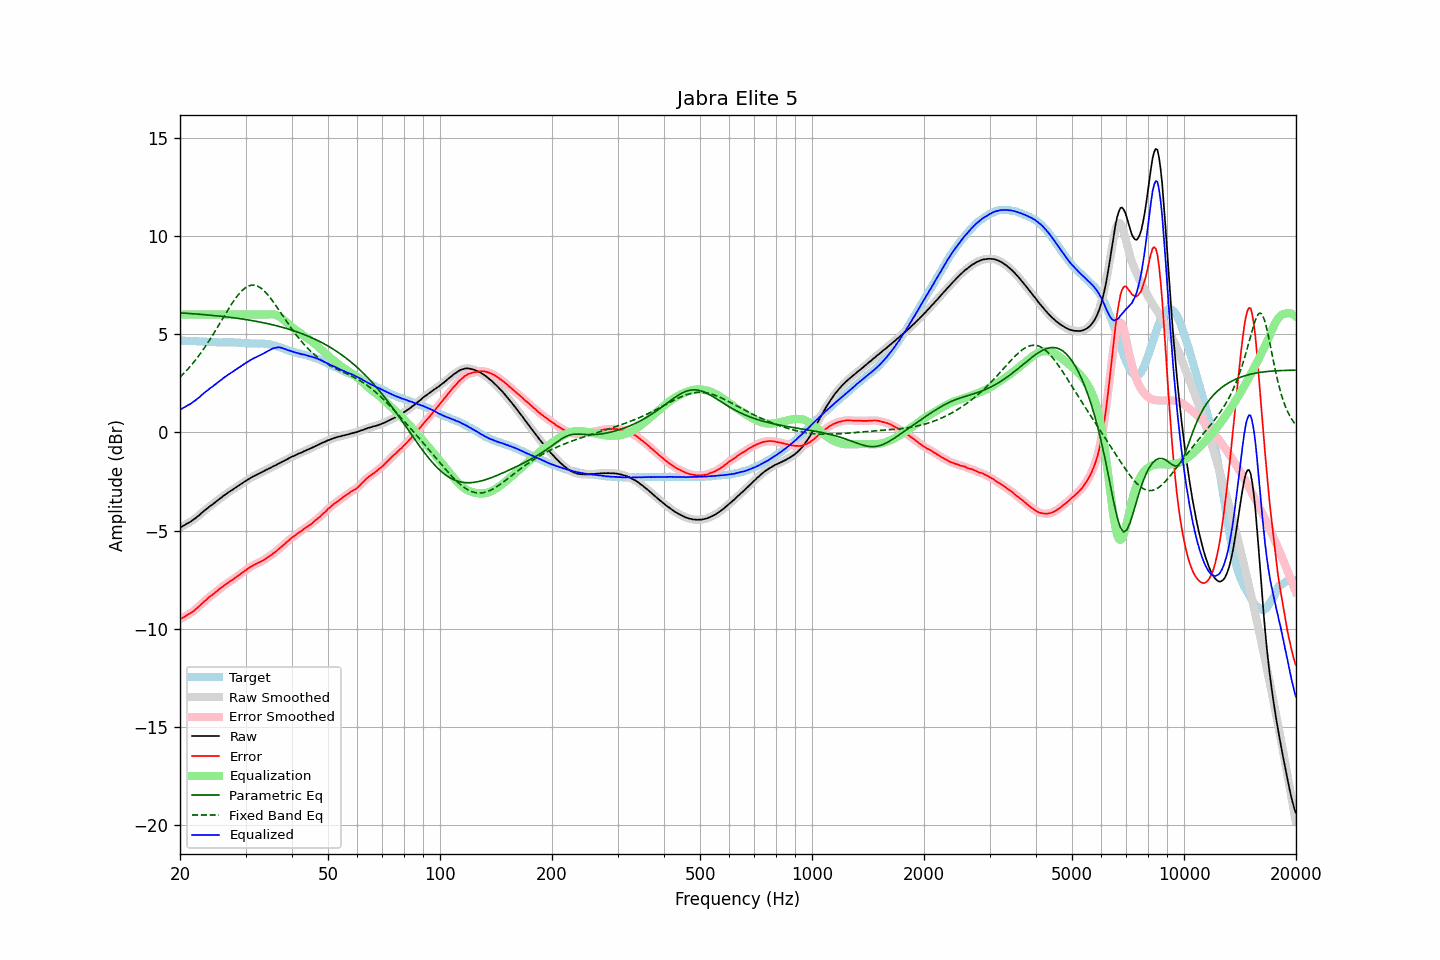 Jabra Elite 5
Amplitude (dBr)
15
10
5
0
−5
−10
−15
−20
Target
Raw Smoothed
Error Smoothed
Raw
Error
Equalization
Parametric Eq
Fixed Band Eq
Equalized
20 50 100 200 500 1000 2000 5000 10000 20000
Frequency (Hz)